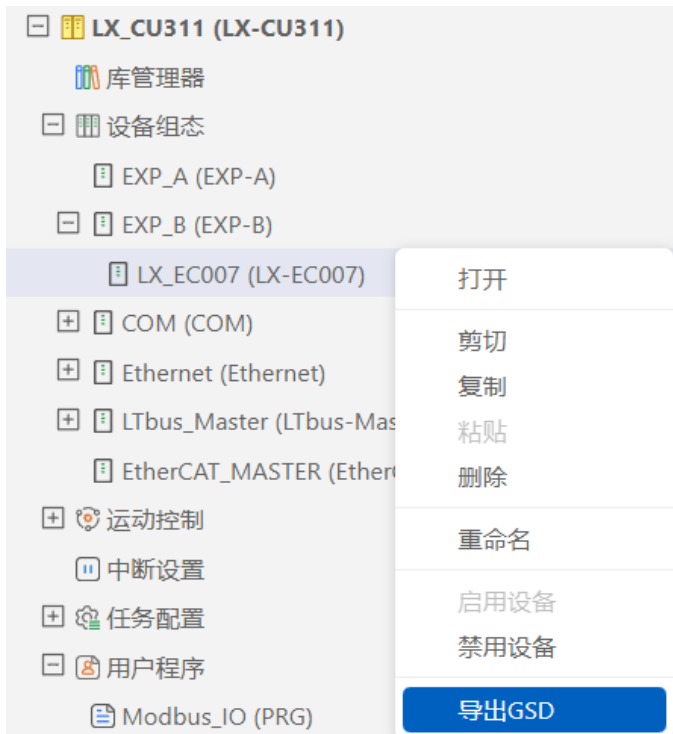 LX_CU311 (LX-CU311)
库管理器
设备组态
EXP_A (EXP-A)
EXP_B (EXP-B)
LX_EC007 (LX-EC007)
COM (COM)
Ethernet (Ethernet)
LTbus_Master (LTbus-Mas
EtherCAT_MASTER (Ether
运动控制
中断设置
任务配置
用户程序
Modbus_IO (PRG)
打开
剪切
复制
粘贴
删除
重命名
启用设备
禁用设备
导出GSD